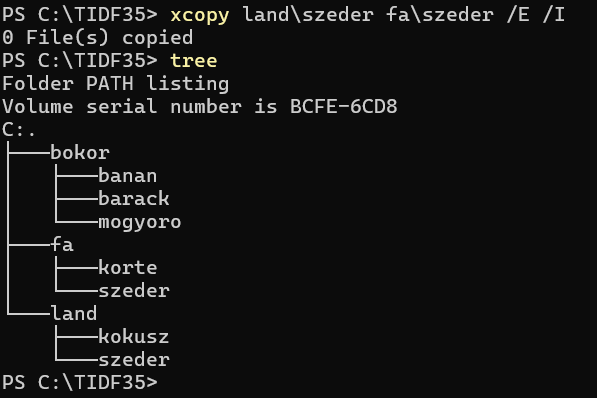 PS C:\TIDF35> xcopy land\szeder fa\szeder /E /I
0 File(s) copied
PS C:\TIDF35> tree
Folder PATH listing
Volume serial number is BCFE-6CD8
C:.
├───bokor
│   ├───banan
│   ├───barack
│   └───mogyoro
├───fa
│   ├───korte
│   └───szeder
└───land
    ├───kokusz
    └───szeder
PS C:\TIDF35>